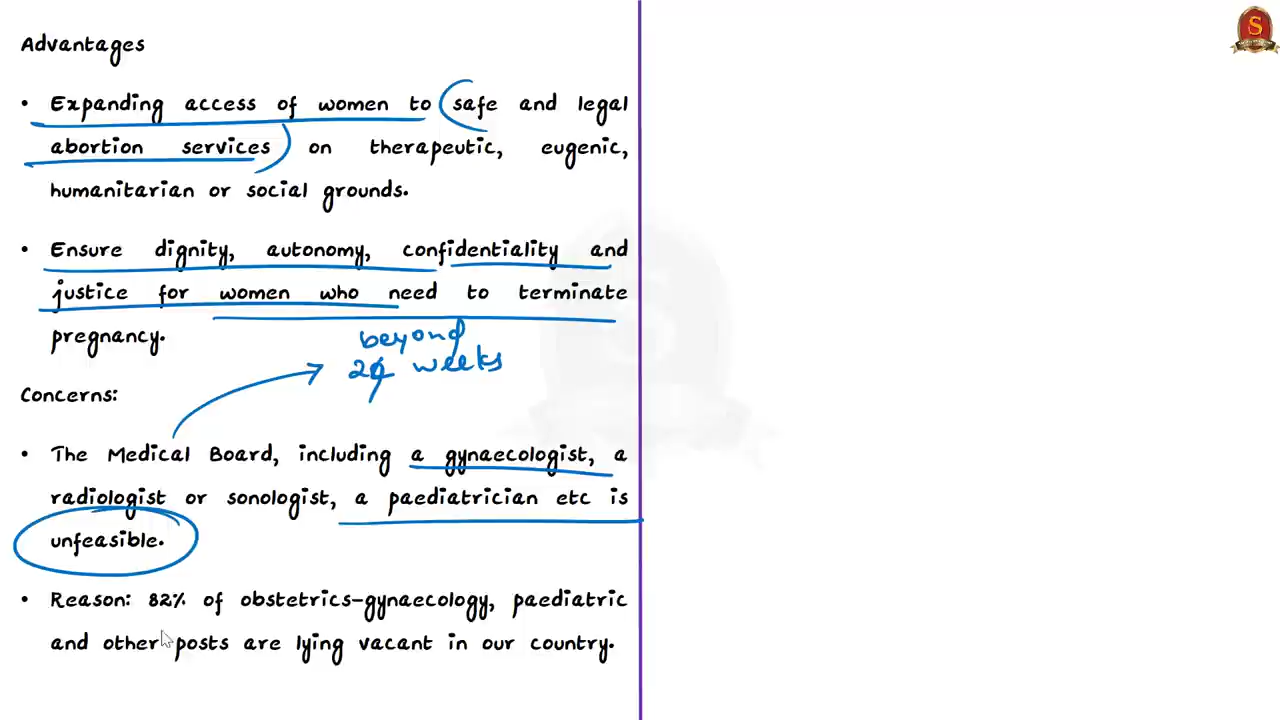 Advantages
• Expanding access of women to safe and legal
abortion services on therapeutic, eugenic,
humanitarian or social grounds.
• Ensure dignity, autonomy, confidentiality and
justice for women who need to terminate
pregnancy.
beyond
24 weeks
Concerns:
• The Medical Board, including a gynaecologist, a
radiologist or sonologist, a paediatrician etc is
unfeasible.
• Reason: 82% of obstetrics-gynaecology, paediatric
and other posts are lying vacant in our country.
S